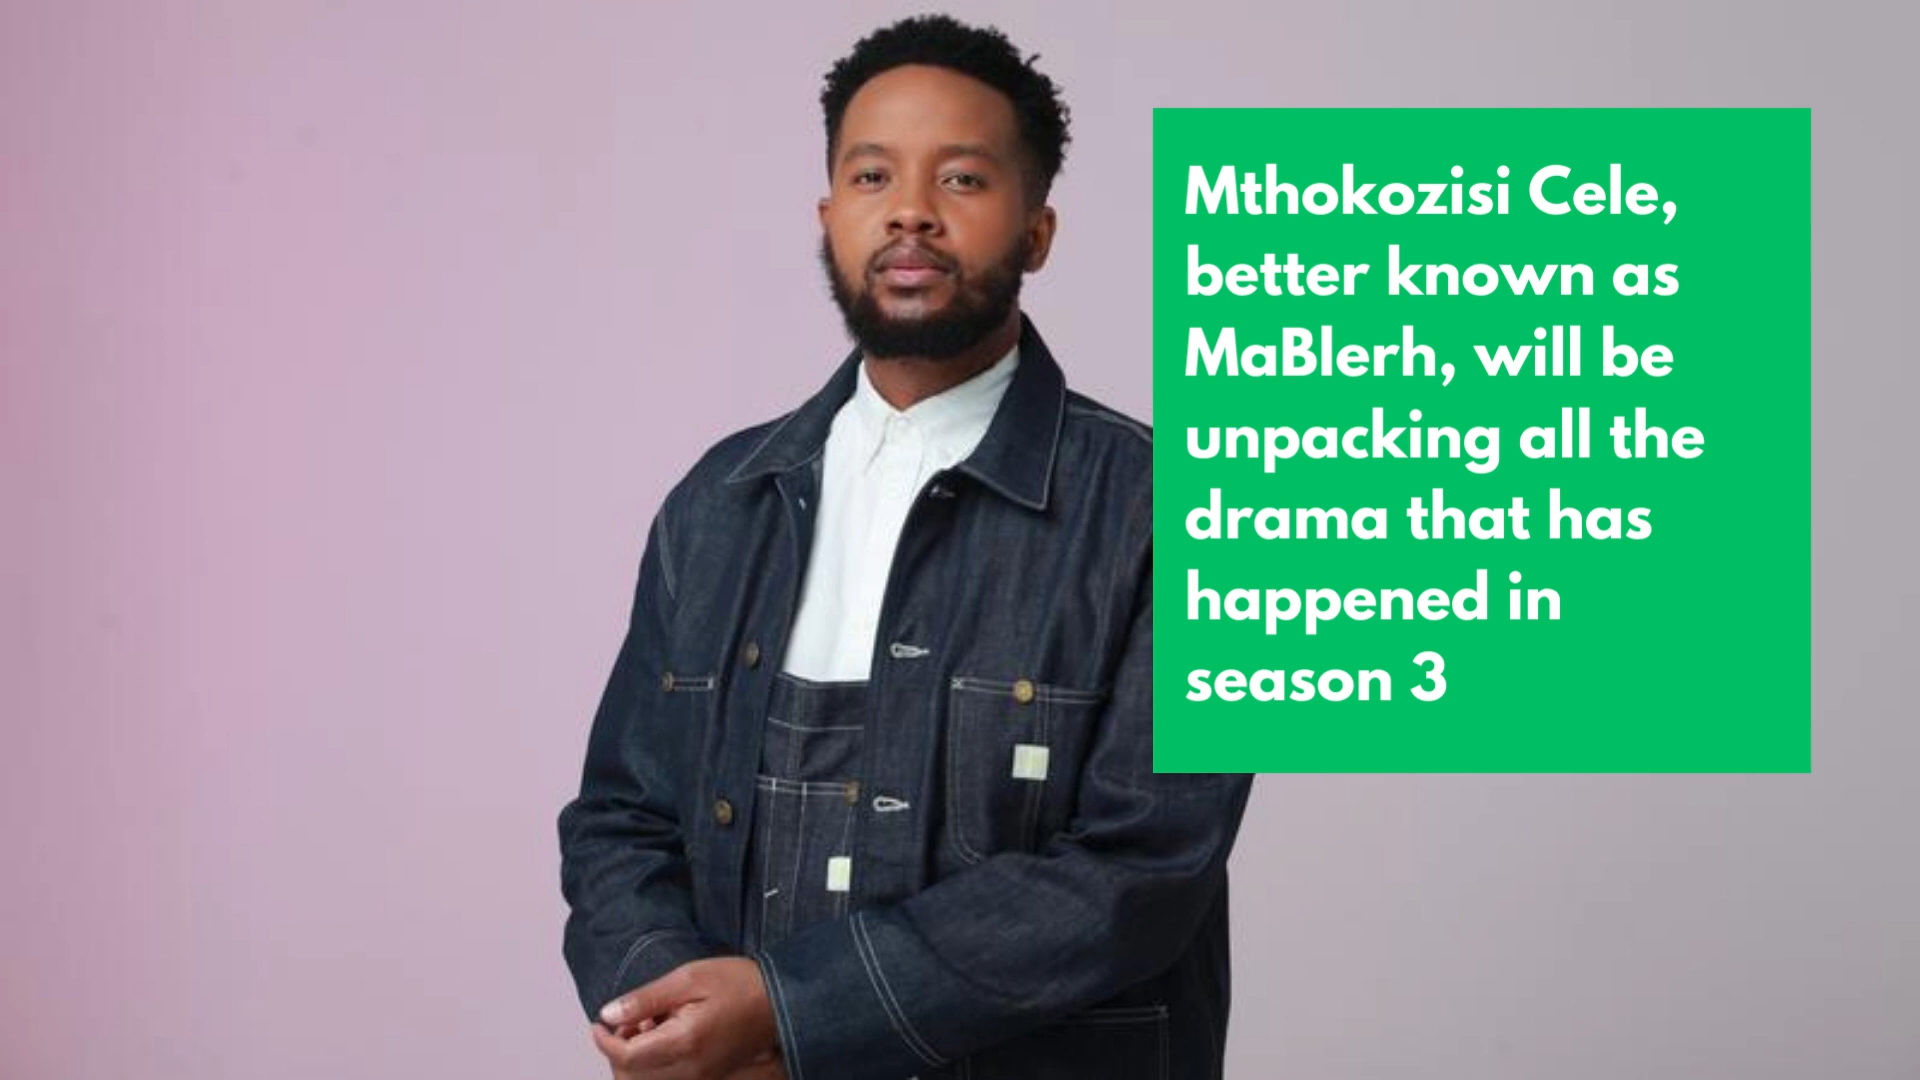 Mthokozisi Cele,
better known as
MaBlerh, will be
unpacking all the
drama that has
happened in
season 3